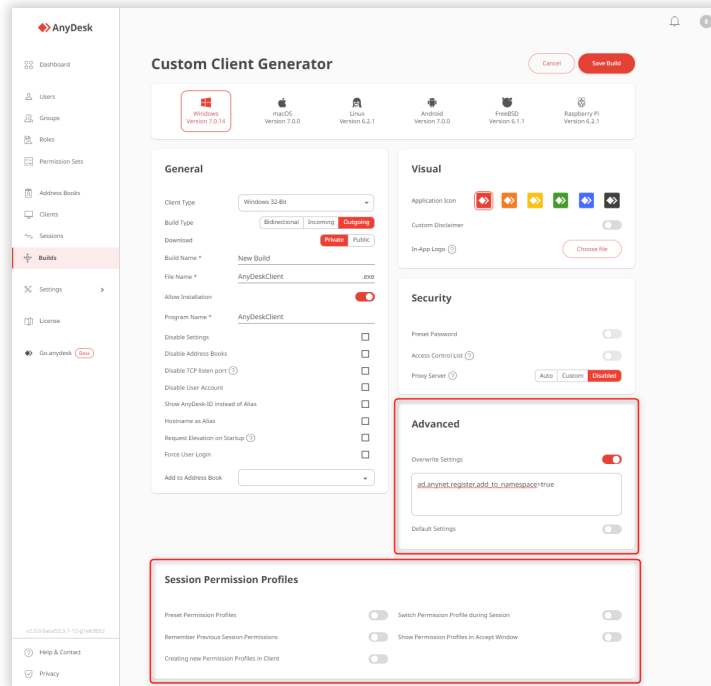 AnyDesk
Dashboard
Users
Groups
Roles
Permission Sets
Address Books
Clients
Sessions
Builds
Settings
License
Go.anydesk Beta
Help & Contact
Privacy
Custom Client Generator
Cancel
Save Build
Windows
Version 7.0.14
macOS
Version 7.0.0
Linux
Version 6.2.1
Android
Version 7.0.0
FreeBSD
Version 6.1.1
Raspberry Pi
Version 6.2.1
General
Client Type Windows 32-Bit
Build Type Bidirectional Incoming Outgoing
Download Private Public
Build Name * New Build
File Name * AnyDeskClient .exe
Allow Installation
Program Name * AnyDeskClient
Disable Settings
Disable Address Books
Disable TCP listen port ?
Disable User Account
Show AnyDesk-ID instead of Alias
Hostname as Alias
Request Elevation on Startup ?
Force User Login
Add to Address Book
Visual
Application Icon
Custom Disclaimer
In-App Logo ? Choose file
Security
Preset Password
Access Control List ?
Proxy Server ? Auto Custom Disabled
Advanced
Overwrite Settings
ad.anynet.register.add_to_namespace=true
Default Settings
Session Permission Profiles
Preset Permission Profiles
Switch Permission Profile during Session
Remember Previous Session Permissions
Show Permission Profiles in Accept Window
Creating new Permission Profiles in Client